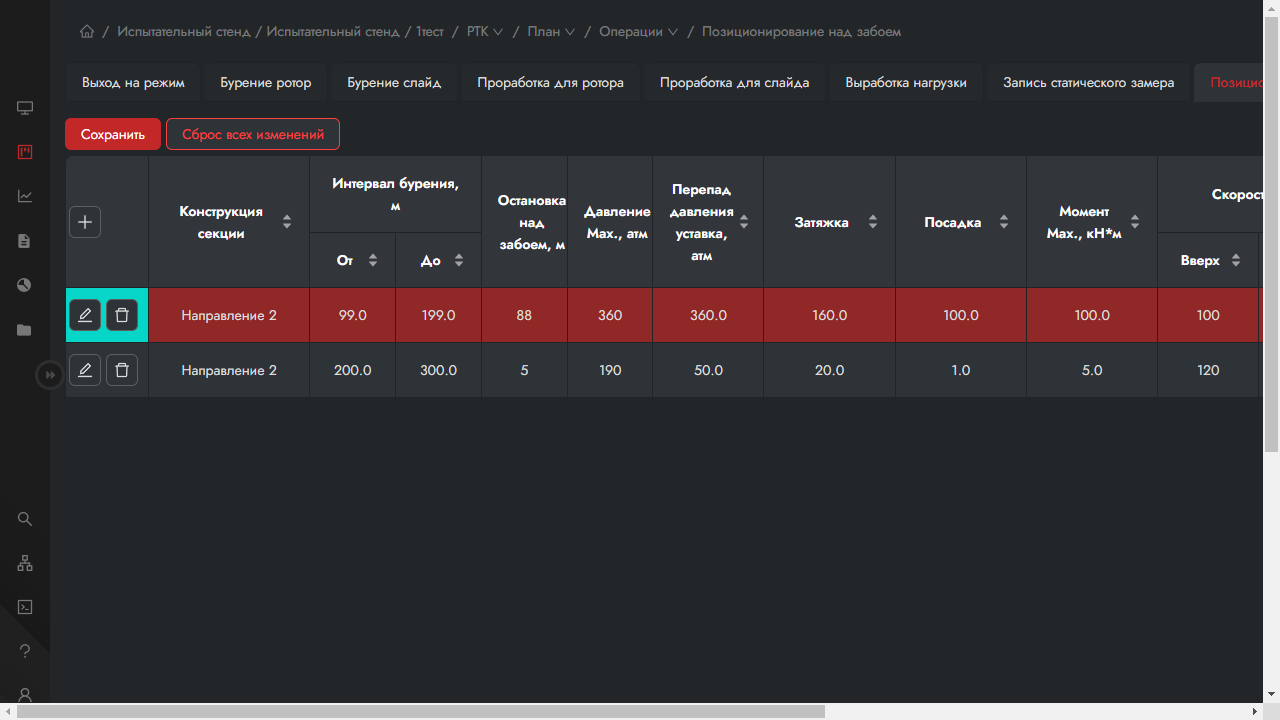 / Испытательный стенд / Испытательный стенд / 1тест / РТК / План / Операции / Позиционирование над забоем
Выход на режим Бурение ротор Бурение слайд Проработка для ротора Проработка для слайда Выработка нагрузки Запись статического замера
Сохранить Сброс всех изменений
Конструкция
секции
Интервал бурения,
м
От До
Остановка
над
забоем, м
Давление
Max., атм
Перепад
давления
уставка,
атм
Затяжка
Посадка
Момент
Max., кН*м
Вверх
Направление 2 99.0 199.0 88 360 360.0 160.0 100.0 100.0 100
Направление 2 200.0 300.0 5 190 50.0 20.0 1.0 5.0 120